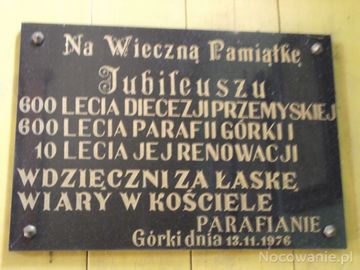 Na Wieczną Pamiątkę
Jubileuszu
600 LECIA DIECEZJI PRZEMYSKIEJ
600 LECIA PARAFII GÓRKI I
10 LECIA JEJ RENOWACJI
WDZIĘCZNI ZA ŁASKĘ
WIARY W KOŚCIELE
PARAFIANIE
Górki dnia 13.11.1976
Nocowanie.pl